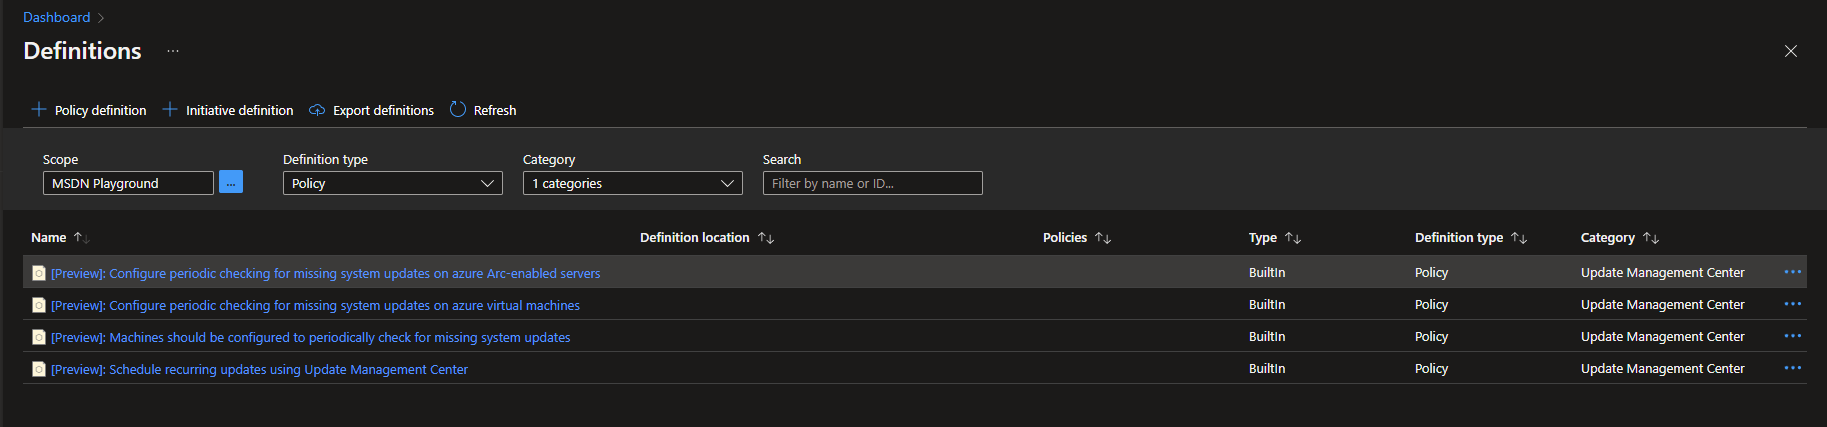 Dashboard
Definitions ...
Policy definition Initiative definition Export definitions Refresh
Scope Definition type Category Search
MSDN Playground ... Policy 1 categories Filter by name or ID...
Name Definition location Policies Type Definition type Category
[Preview]: Configure periodic checking for missing system updates on azure Arc-enabled servers BuiltIn Policy Update Management Center
[Preview]: Configure periodic checking for missing system updates on azure virtual machines BuiltIn Policy Update Management Center
[Preview]: Machines should be configured to periodically check for missing system updates BuiltIn Policy Update Management Center
[Preview]: Schedule recurring updates using Update Management Center BuiltIn Policy Update Management Center